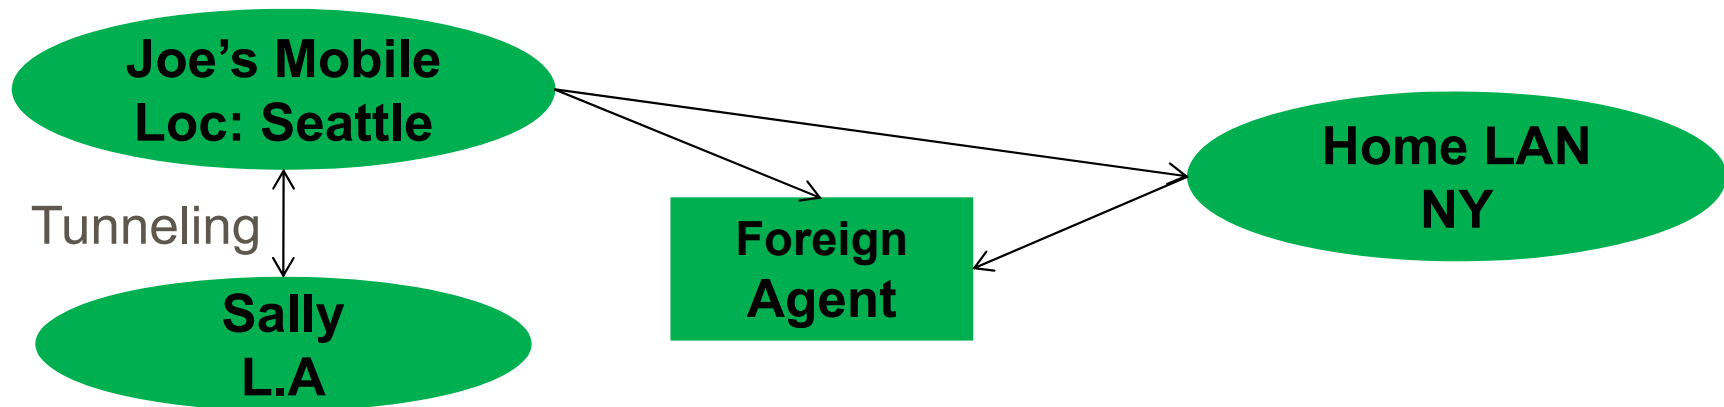 Joe’s Mobile
Loc: Seattle
Home LAN
NY
Tunneling
Foreign
Agent
Sally
L.A